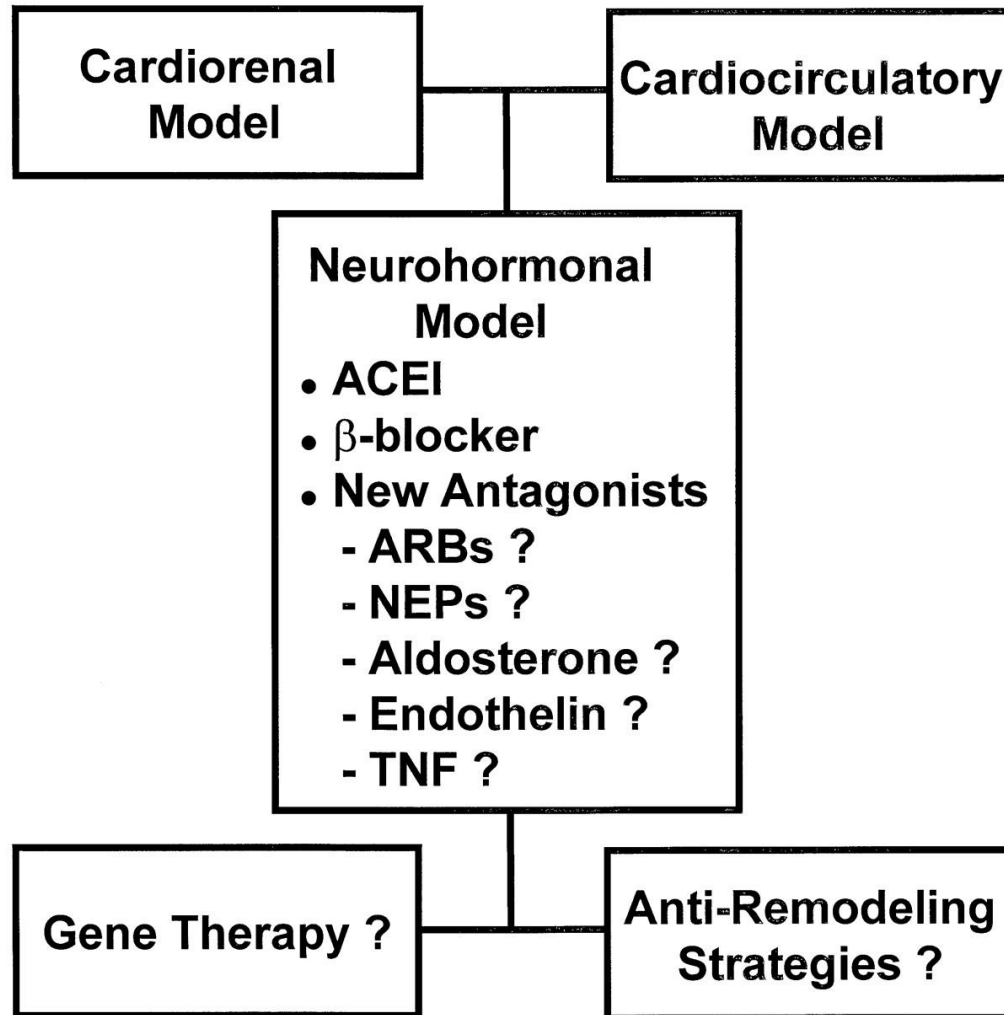 Cardiorenal
Model
Cardiocirculatory
Model
Neurohormonal
Model
• ACEI
• β-blocker
• New Antagonists
- ARBs ?
- NEPs ?
- Aldosterone ?
- Endothelin ?
- TNF ?
Gene Therapy ?
Anti-Remodeling
Strategies ?